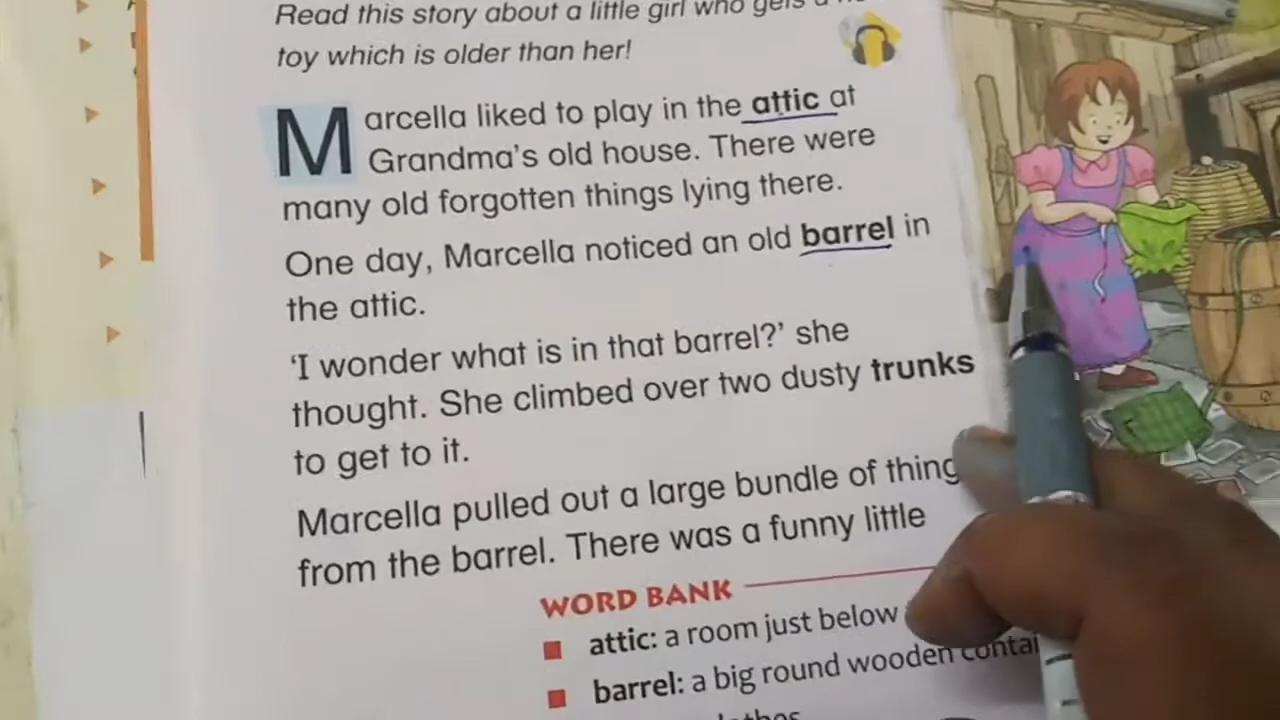 Read this story about a little girl who gets a
toy which is older than her!
Marcella liked to play in the attic at
Grandma's old house. There were
many old forgotten things lying there.
One day, Marcella noticed an old barrel in
the attic.
'I wonder what is in that barrel?' she
thought. She climbed over two dusty trunks
to get to it.
Marcella pulled out a large bundle of thing
from the barrel. There was a funny little
WORD BANK
attic: a room just below
barrel: a big round wooden contai